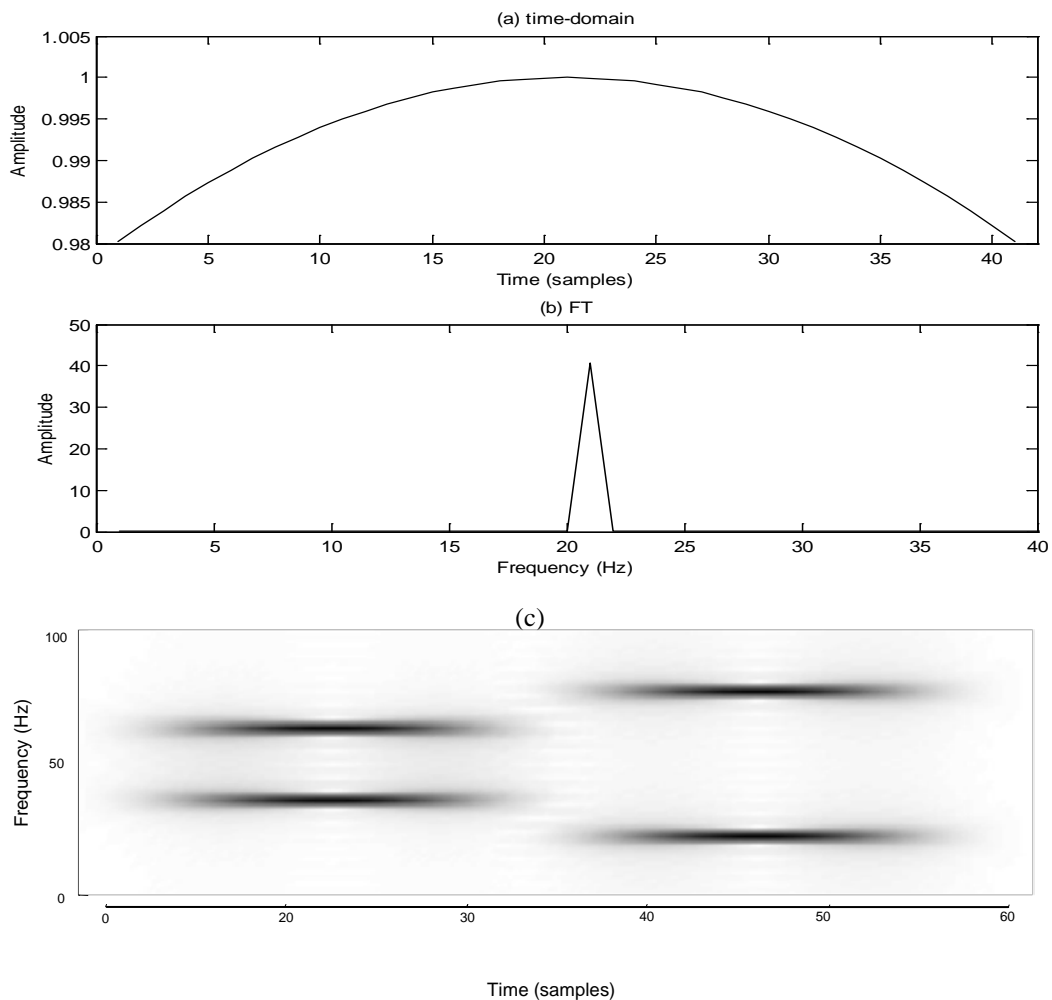 (a) time-domain
1.005
1
0.995
0.99
0.985
0.98
Amplitude
0 5 10 15 20 25 30 35 40
Time (samples)
(b) FT
50
40
30
20
10
0
Amplitude
0 5 10 15 20 25 30 35 40
Frequency (Hz)
(c)
100
50
0
Frequency (Hz)
0 20 30 40 50 60
Time (samples)